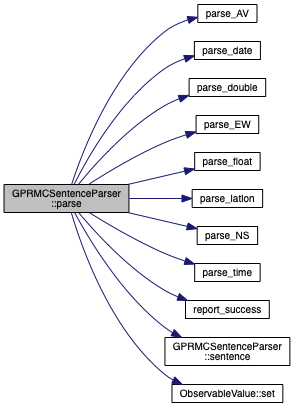 parse_AV
parse_date
parse_double
parse_EW
parse_float
GPRMCSentenceParser
::parse
parse_latlon
parse_NS
parse_time
report_success
GPRMCSentenceParser
::sentence
ObservableValue::set